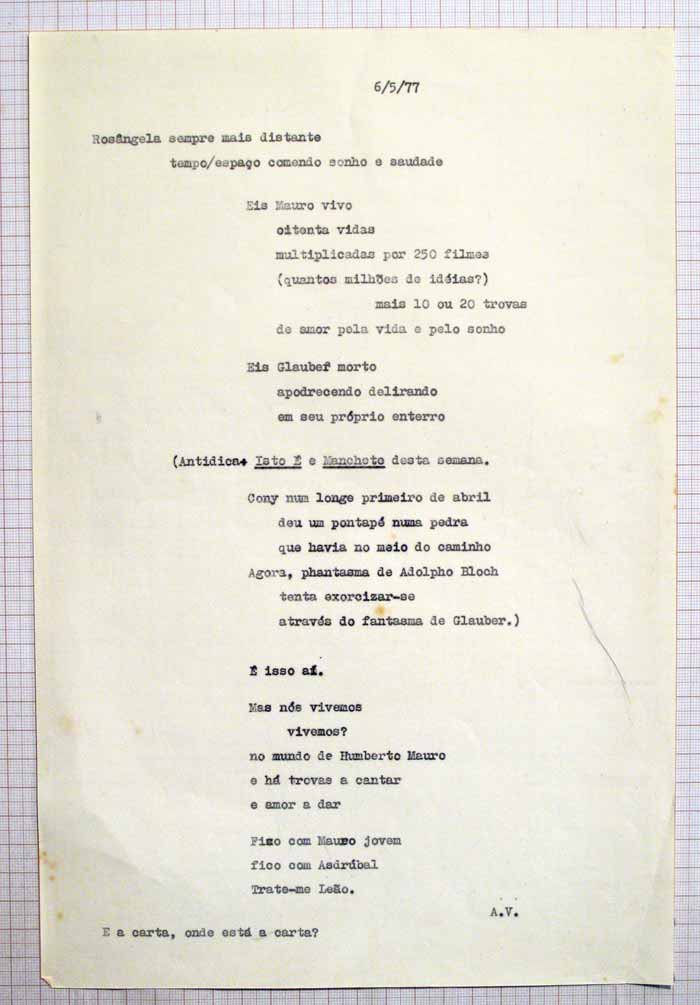 6/5/77
Rosângela sempre mais distante
tempo/espaço comendo sonho e saudade
Eis Mauro vivo
oitenta vidas
multiplicadas por 250 filmes
(quantos milhões de idéias?)
mais 10 ou 20 trovas
de amor pela vida e pelo sonho
Eis Glauber morto
apodrecendo delirando
em seu próprio enterro
(Antidica+ Isto É e Manchete desta semana.
Cony num longe primeiro de abril
deu um pontapé numa pedra
que havia no meio do caminho
Agora, phantasma de Adolpho Bloch
tenta exorcizar-se
através do fantasma de Glauber.)
É isso aí.
Mas nós vivemos
vivemos?
no mundo de Humberto Mauro
e há trovas a cantar
e amor a dar
Fico com Mauro jovem
fico com Asdrúbal
Trate-me Leão.
A.V.
E a carta, onde está a carta?